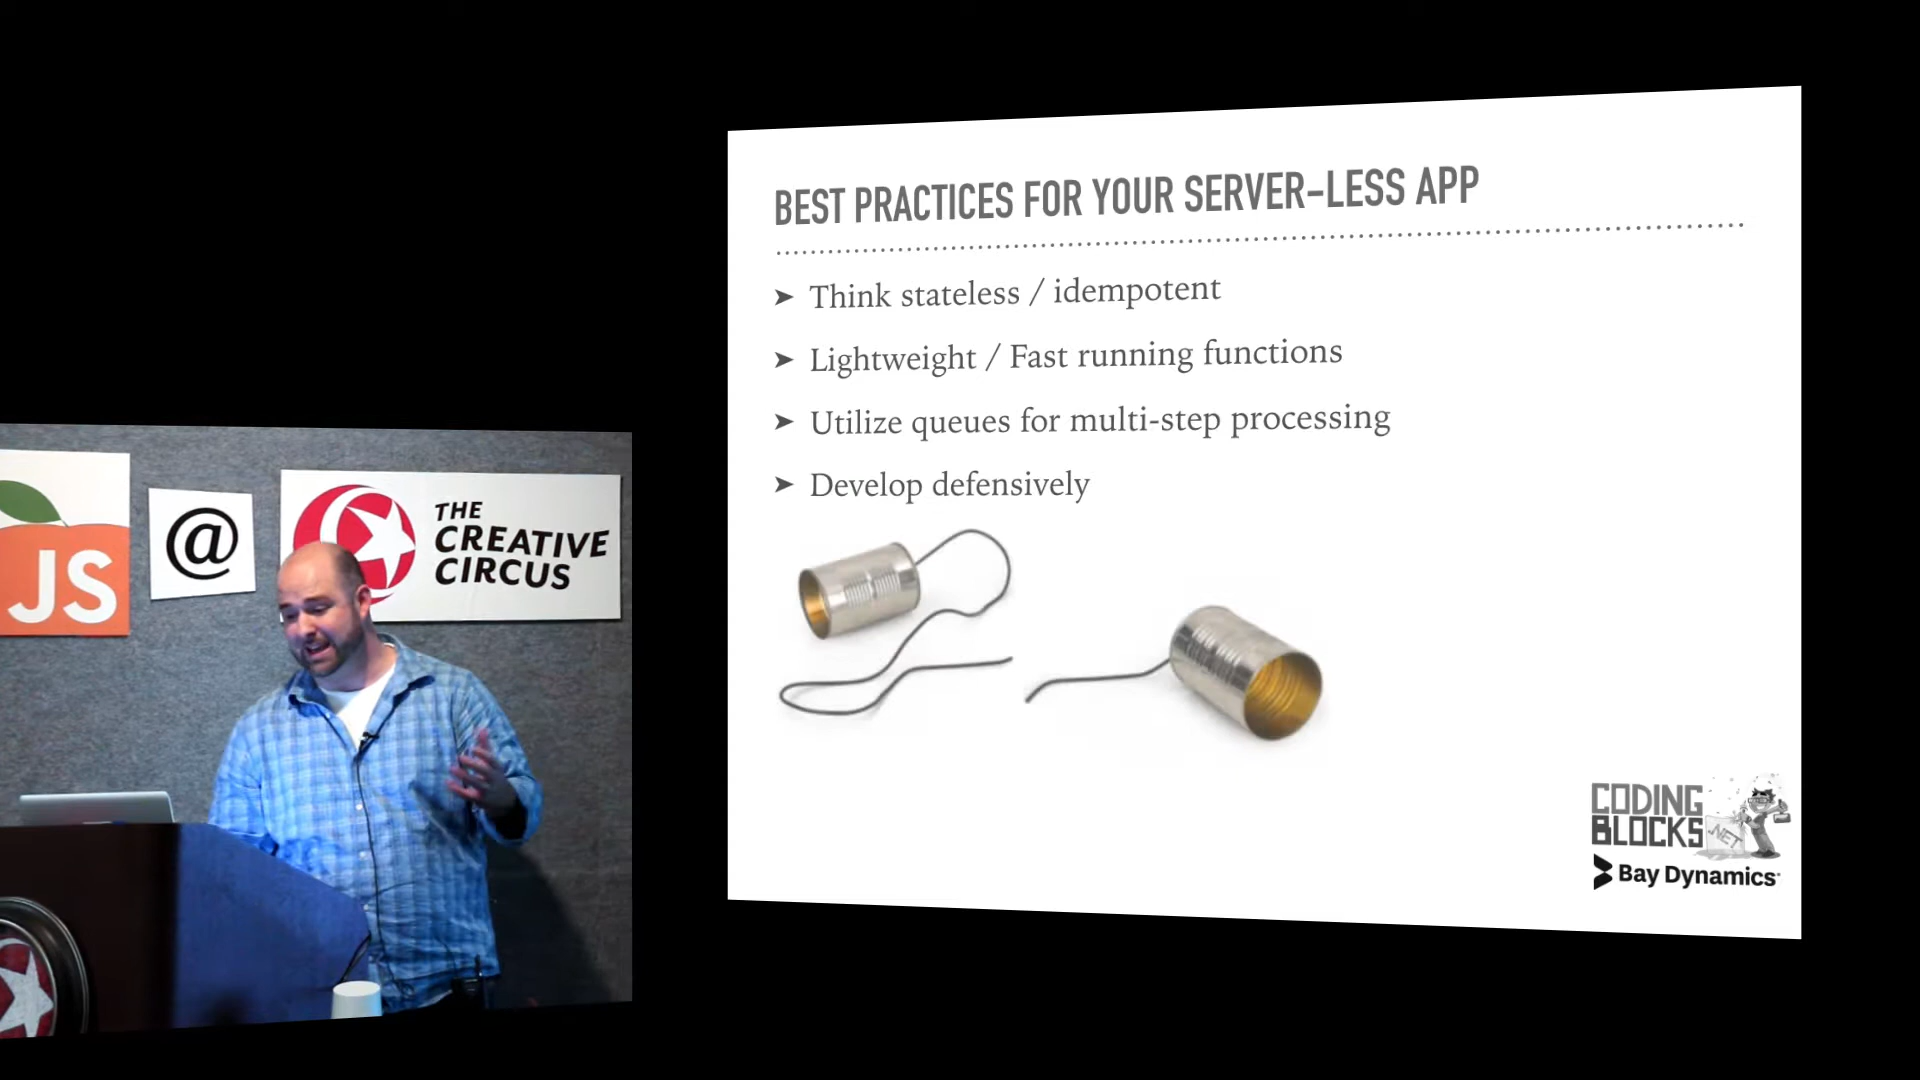 BEST PRACTICES FOR YOUR SERVER-LESS APP
➤ Think stateless / idempotent
➤ Lightweight / Fast running functions
➤ Utilize queues for multi-step processing
➤ Develop defensively
JS
@
THE
CREATIVE
CIRCUS
CODING
BLOCKS
.NET
Bay Dynamics